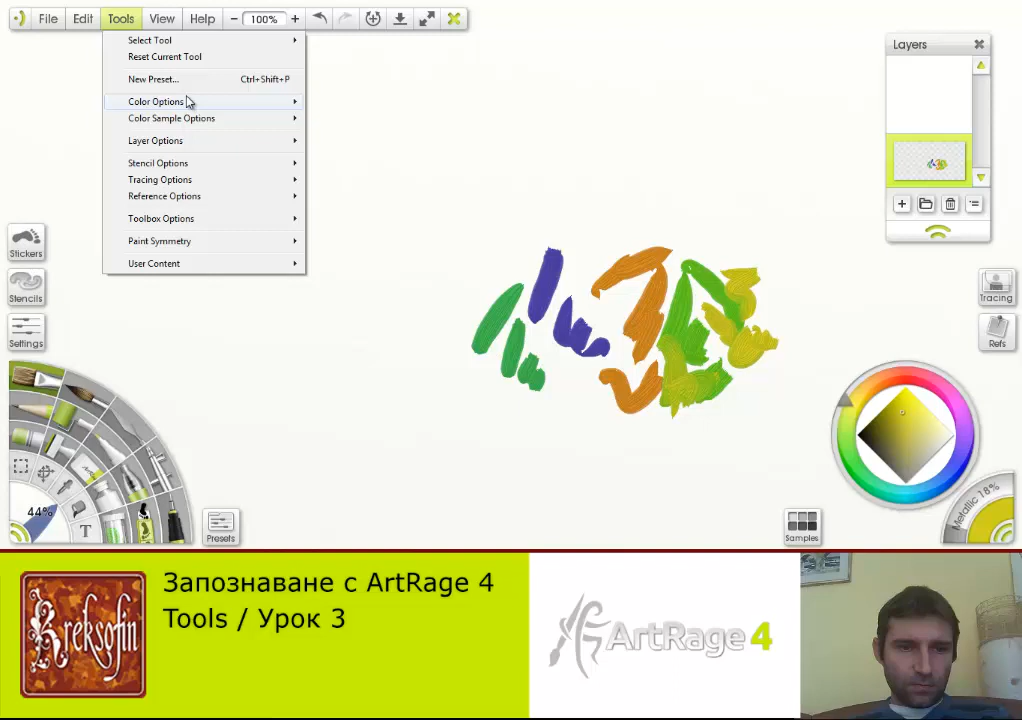 File Edit Tools View Help − 100% +
Select Tool
Reset Current Tool
New Preset... Ctrl+Shift+P
Color Options
Color Sample Options
Layer Options
Stencil Options
Tracing Options
Reference Options
Toolbox Options
Paint Symmetry
User Content
Layers
Stickers
Stencils
Settings
Tracing
Refs
44%
T
Presets
Samples
Metallic 18%
Запознаване с ArtRage 4
Tools / Урок 3
Kreksofin
ArtRage 4